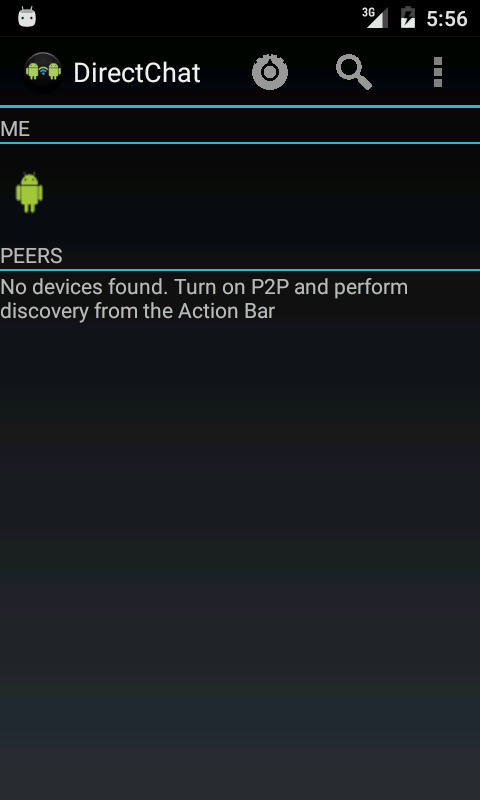 3G
5:56
DirectChat
ME
PEERS
No devices found. Turn on P2P and perform
discovery from the Action Bar